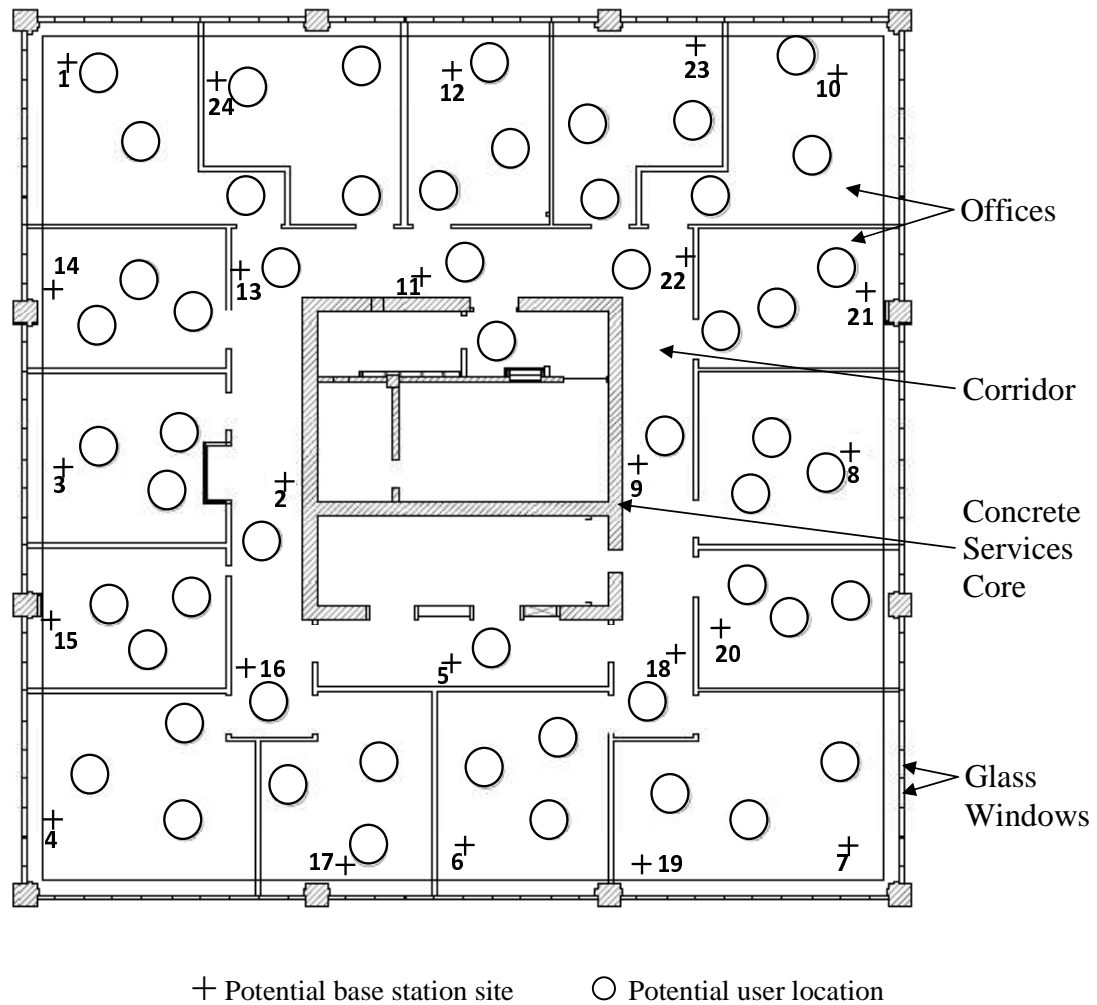 1
24
12
23
10
Offices
14
13
11
22
21
Corridor
3
2
9
8
Concrete
Services
Core
15
16
5
18
20
4
17
6
19
7
Glass
Windows
+ Potential base station site
○ Potential user location